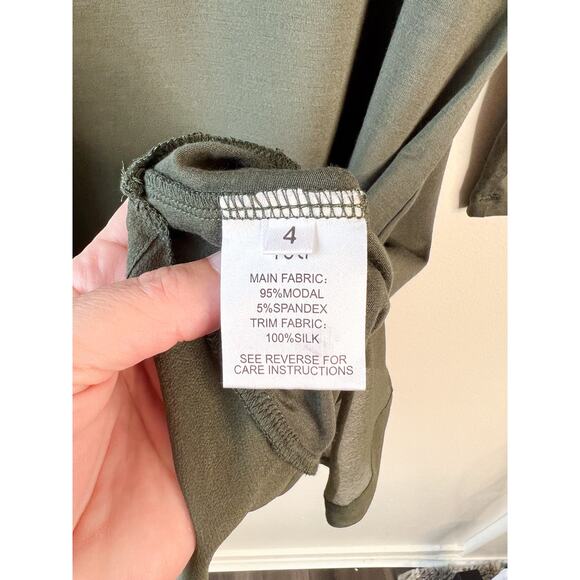 4
MAIN FABRIC:
95%MODAL
5%SPANDEX
TRIM FABRIC:
100%SILK
SEE REVERSE FOR
CARE INSTRUCTIONS